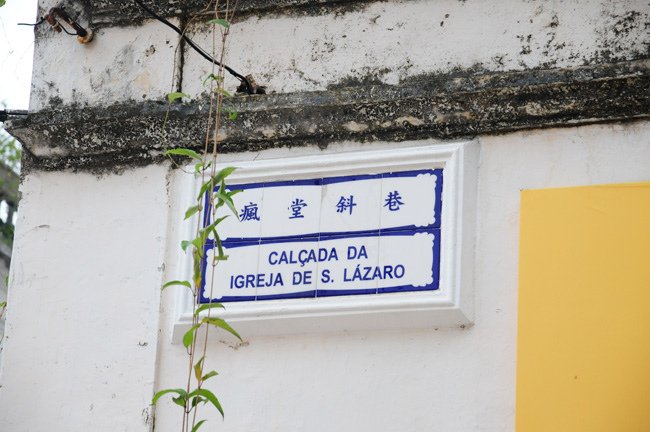 瘋堂斜巷
CALÇADA DA
IGREJA DE S. LÁZARO